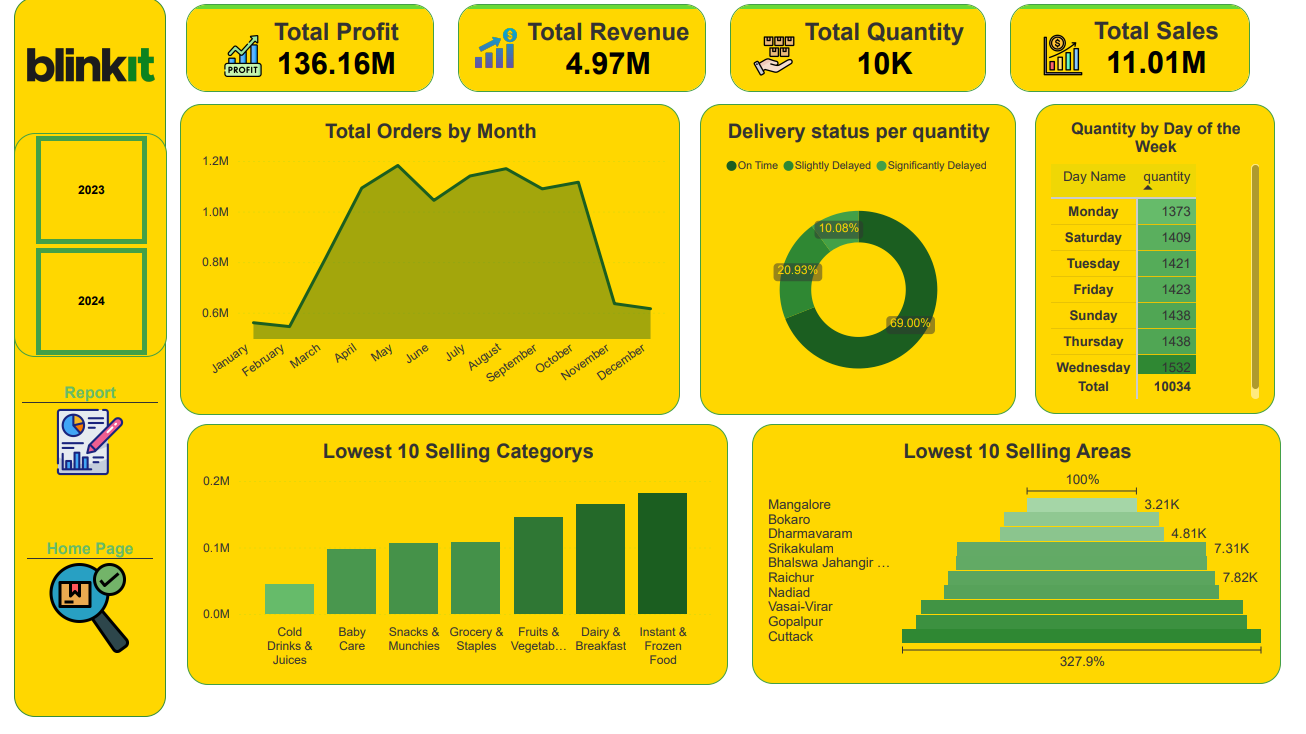 blinkit
2023
2024
Report
Home Page
Total Profit
PROFIT
136.16M
Total Revenue
4.97M
Total Quantity
10K
Total Sales
11.01M
Total Orders by Month
1.2M
1.0M
0.8M
0.6M
January
February
March
April
May
June
July
August
September
October
November
December
Delivery status per quantity
On Time
Slightly Delayed
Significantly Delayed
10.08%
20.93%
69.00%
Quantity by Day of the
Week
Day Name quantity
Monday 1373
Saturday 1409
Tuesday 1421
Friday 1423
Sunday 1438
Thursday 1438
Wednesday 1532
Total 10034
Lowest 10 Selling Categorys
0.2M
0.1M
0.0M
Cold
Drinks &
Juices
Baby
Care
Snacks &
Munchies
Grocery &
Staples
Fruits &
Vegetab…
Dairy &
Breakfast
Instant &
Frozen
Food
Lowest 10 Selling Areas
100%
Mangalore 3.21K
Bokaro
Dharmavaram 4.81K
Srikakulam 7.31K
Bhalswa Jahangir …
Raichur 7.82K
Nadiad
Vasai-Virar
Gopalpur
Cuttack
327.9%